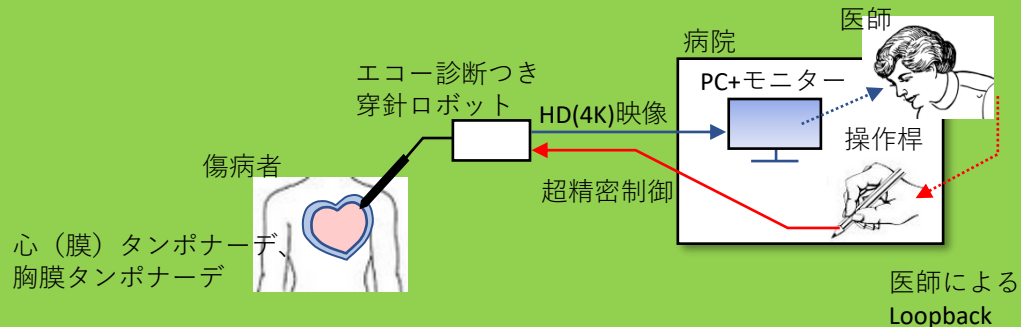 医師
病院
エコー診断つき
穿針ロボット
PC+モニター
HD(4K)映像
操作桿
傷病者
超精密制御
心（膜）タンポナーデ、
胸膜タンポナーデ
医師による
Loopback